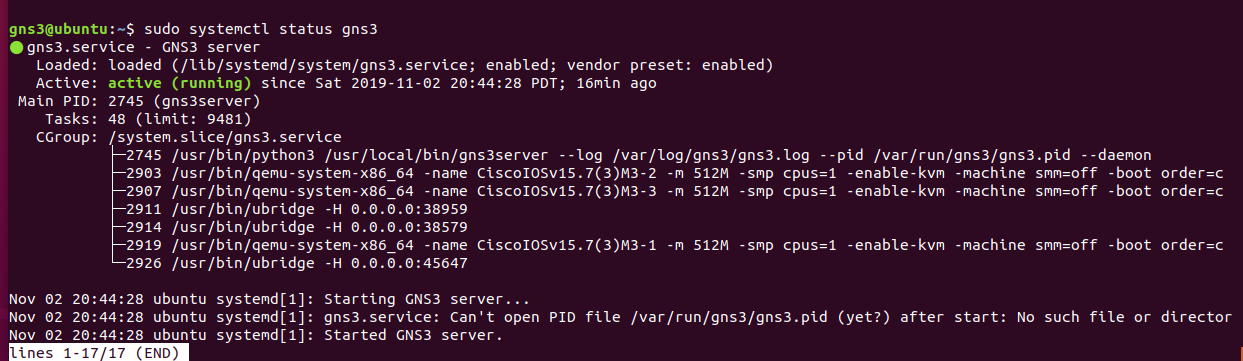 gns3@ubuntu:~$ sudo systemctl status gns3
● gns3.service - GNS3 server
   Loaded: loaded (/lib/systemd/system/gns3.service; enabled; vendor preset: enabled)
   Active: active (running) since Sat 2019-11-02 20:44:28 PDT; 16min ago
 Main PID: 2745 (gns3server)
    Tasks: 48 (limit: 9481)
   CGroup: /system.slice/gns3.service
           ├─2745 /usr/bin/python3 /usr/local/bin/gns3server --log /var/log/gns3/gns3.log --pid /var/run/gns3/gns3.pid --daemon
           ├─2903 /usr/bin/qemu-system-x86_64 -name CiscoIOSv15.7(3)M3-2 -m 512M -smp cpus=1 -enable-kvm -machine smm=off -boot order=c
           ├─2907 /usr/bin/qemu-system-x86_64 -name CiscoIOSv15.7(3)M3-3 -m 512M -smp cpus=1 -enable-kvm -machine smm=off -boot order=c
           ├─2911 /usr/bin/ubridge -H 0.0.0.0:38959
           ├─2914 /usr/bin/ubridge -H 0.0.0.0:38579
           ├─2919 /usr/bin/qemu-system-x86_64 -name CiscoIOSv15.7(3)M3-1 -m 512M -smp cpus=1 -enable-kvm -machine smm=off -boot order=c
           └─2926 /usr/bin/ubridge -H 0.0.0.0:45647

Nov 02 20:44:28 ubuntu systemd[1]: Starting GNS3 server...
Nov 02 20:44:28 ubuntu systemd[1]: gns3.service: Can't open PID file /var/run/gns3/gns3.pid (yet?) after start: No such file or director
Nov 02 20:44:28 ubuntu systemd[1]: Started GNS3 server.
lines 1-17/17 (END)